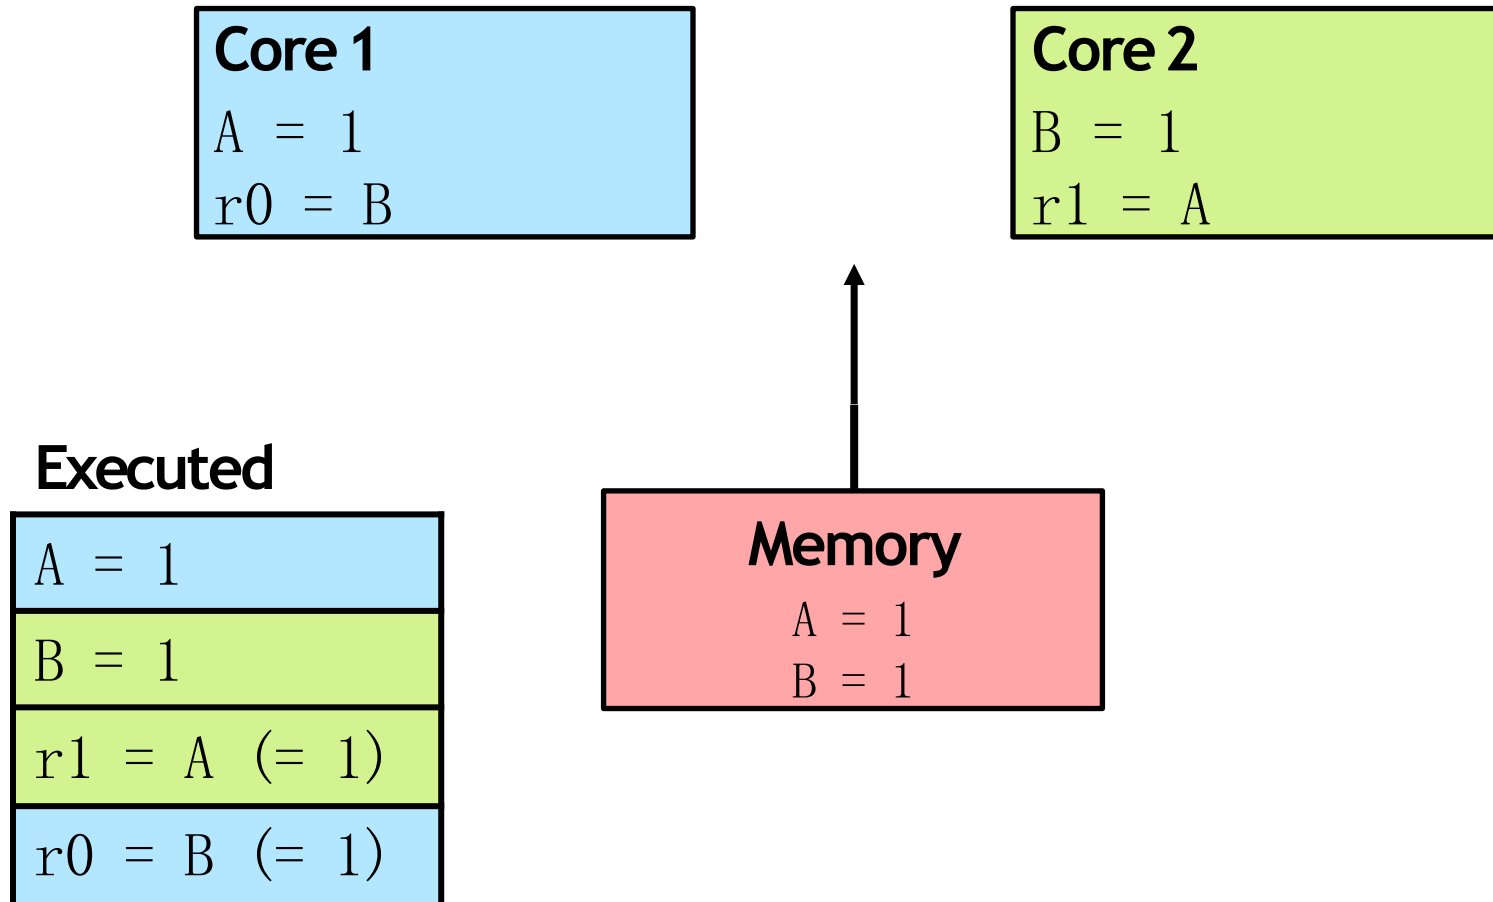 Core 1
A = 1
r0 = B
Core 2
B = 1
r1 = A
Executed
A = 1
B = 1
r1 = A (= 1)
r0 = B (= 1)
Memory
A = 1
B = 1